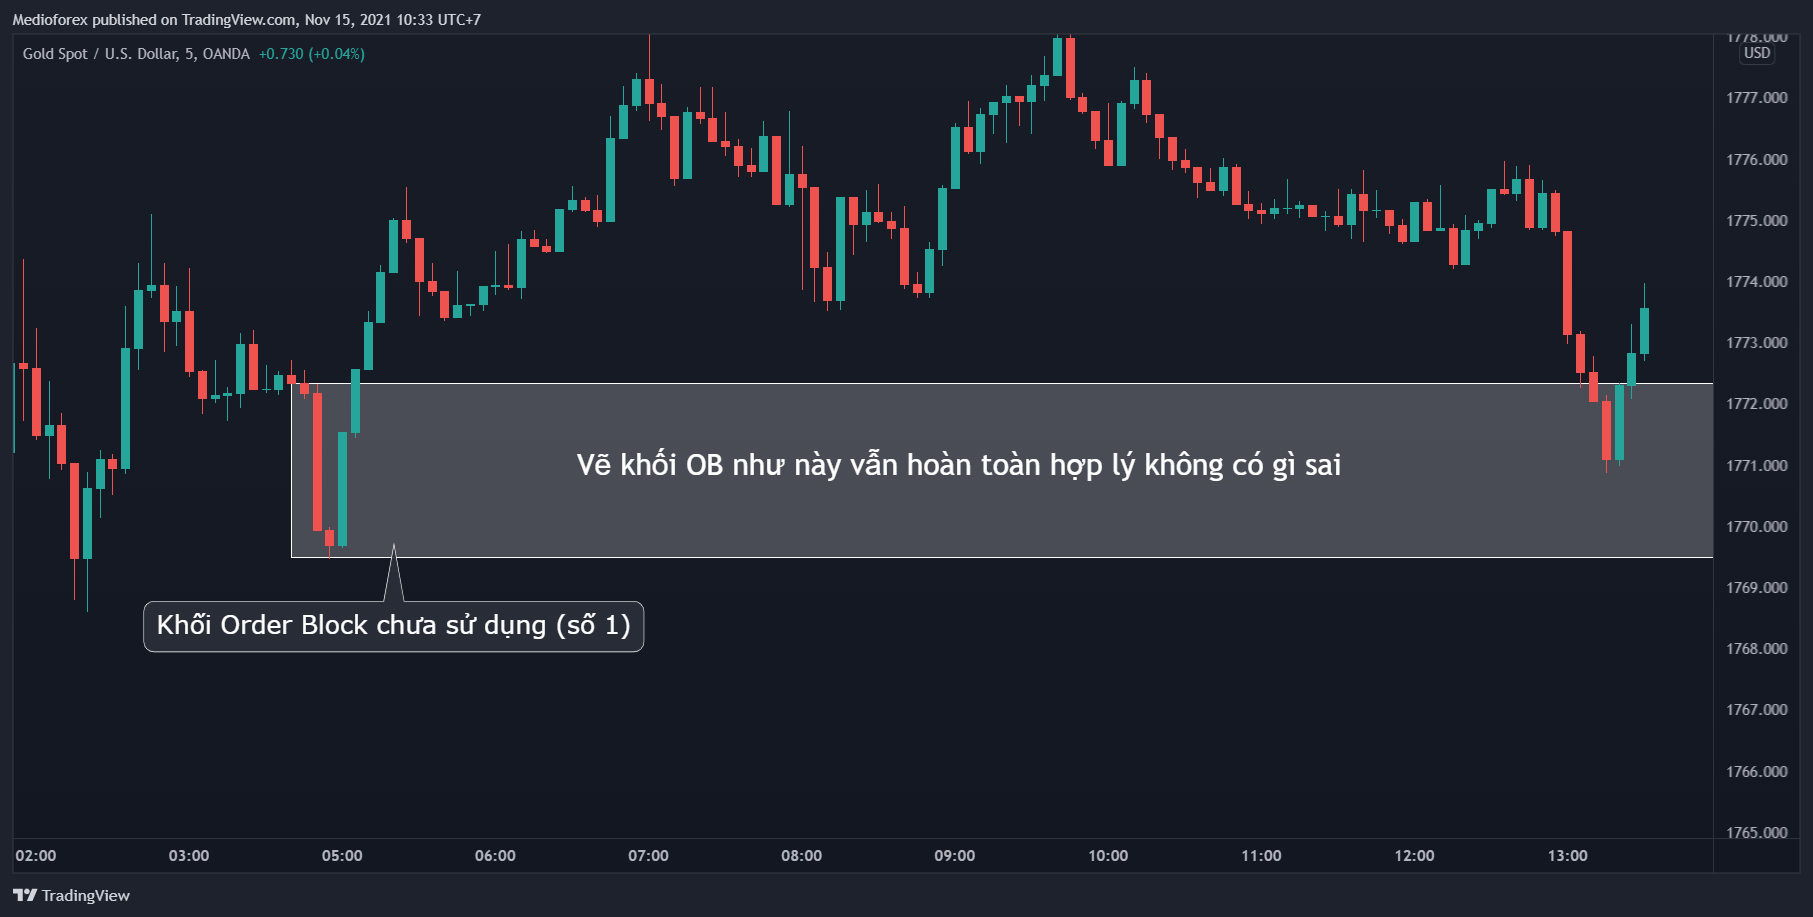 Medioforex published on TradingView.com, Nov 15, 2021 10:33 UTC+7
Gold Spot / U.S. Dollar, 5, OANDA +0.730 (+0.04%)
1778.000
USD
1777.000
1776.000
1775.000
1774.000
1773.000
1772.000
Vẽ khối OB như này vẫn hoàn toàn hợp lý không có gì sai
1771.000
1770.000
1769.000
Khối Order Block chưa sử dụng (số 1)
1768.000
1767.000
1766.000
1765.000
02:00 03:00 05:00 06:00 07:00 08:00 09:00 10:00 11:00 12:00 13:00
TradingView